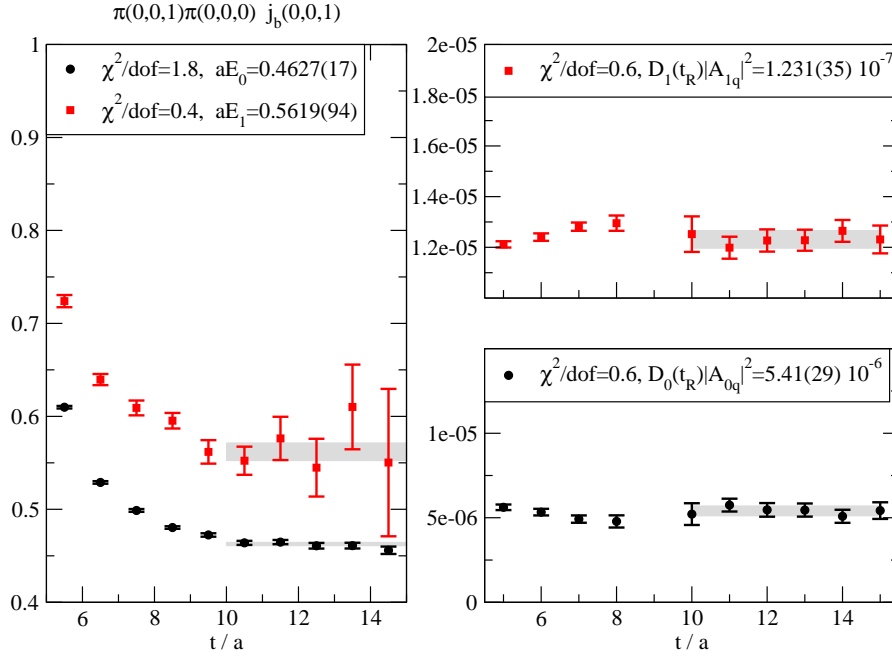 π(0,0,1)π(0,0,0) j_b(0,0,1)
χ²/dof=1.8, aE₀=0.4627(17)
χ²/dof=0.4, aE₁=0.5619(94)
1
0.9
0.8
0.7
0.6
0.5
0.4
6 8 10 12 14
t / a
χ²/dof=0.6, D₁(t_R)|A_1q|²=1.231(35) 10⁻⁷
2e-05
1.8e-05
1.6e-05
1.4e-05
1.2e-05
χ²/dof=0.6, D₀(t_R)|A_0q|²=5.41(29) 10⁻⁶
1e-05
5e-06
0
6 8 10 12 14
t / a